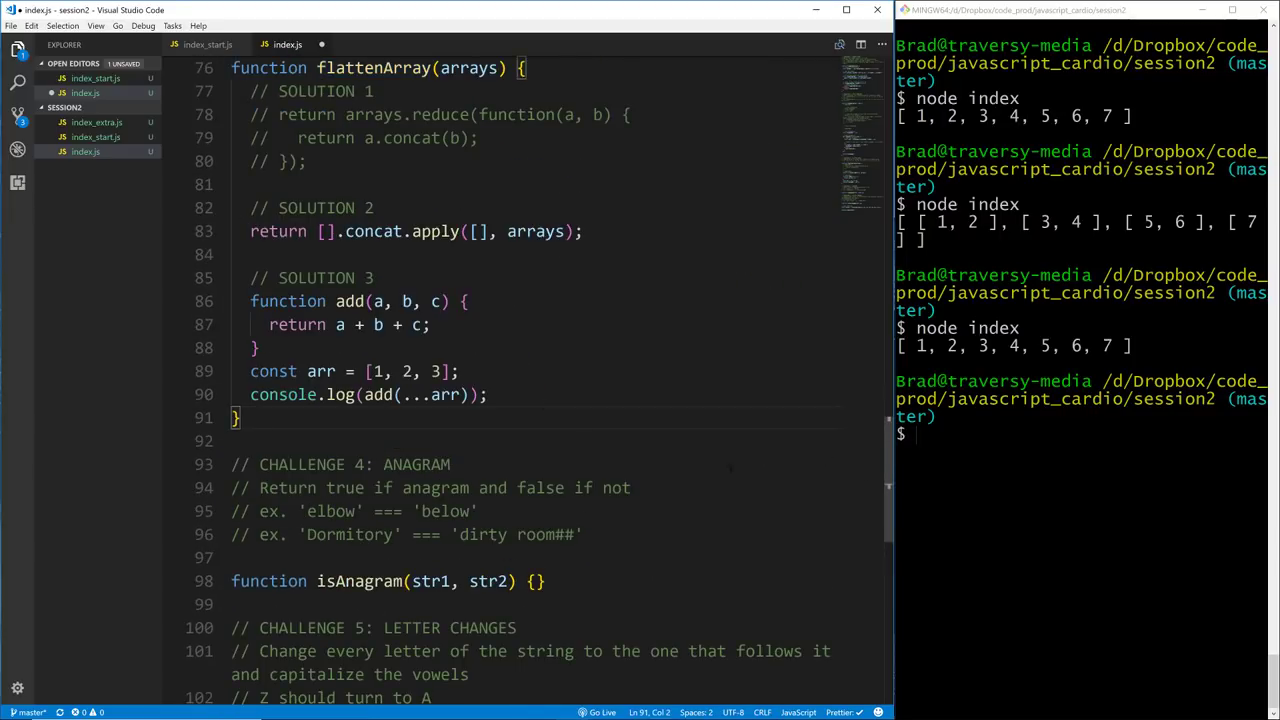 index.js - session2 - Visual Studio Code
File Edit Selection View Go Debug Tasks Help
EXPLORER
OPEN EDITORS 1 UNSAVED
index_start.js U
index.js U
SESSION2
index_extra.js U
index_start.js U
index.js U
index_start.js
index.js
76 function flattenArray(arrays) {
77 // SOLUTION 1
78 // return arrays.reduce(function(a, b) {
79 //   return a.concat(b);
80 // });
81
82 // SOLUTION 2
83 return [].concat.apply([], arrays);
84
85 // SOLUTION 3
86 function add(a, b, c) {
87 return a + b + c;
88 }
89 const arr = [1, 2, 3];
90 console.log(add(...arr));
91 }
92
93 // CHALLENGE 4: ANAGRAM
94 // Return true if anagram and false if not
95 // ex. 'elbow' === 'below'
96 // ex. 'Dormitory' === 'dirty room##'
97
98 function isAnagram(str1, str2) {}
99
100 // CHALLENGE 5: LETTER CHANGES
101 // Change every letter of the string to the one that follows it
and capitalize the vowels
102 // Z should turn to A
master* 0 0 Go Live Ln 91, Col 2 Spaces: 2 UTF-8 CRLF JavaScript Prettier: ✓
MINGW64:/d/Dropbox/code_prod/javascript_cardio/session2
Brad@traversy-media /d/Dropbox/code_
prod/javascript_cardio/session2 (mas
ter)
$ node index
[ 1, 2, 3, 4, 5, 6, 7 ]
Brad@traversy-media /d/Dropbox/code_
prod/javascript_cardio/session2 (mas
ter)
$ node index
[ [ 1, 2 ], [ 3, 4 ], [ 5, 6 ], [ 7
] ]
Brad@traversy-media /d/Dropbox/code_
prod/javascript_cardio/session2 (mas
ter)
$ node index
[ 1, 2, 3, 4, 5, 6, 7 ]
Brad@traversy-media /d/Dropbox/code_
prod/javascript_cardio/session2 (mas
ter)
$